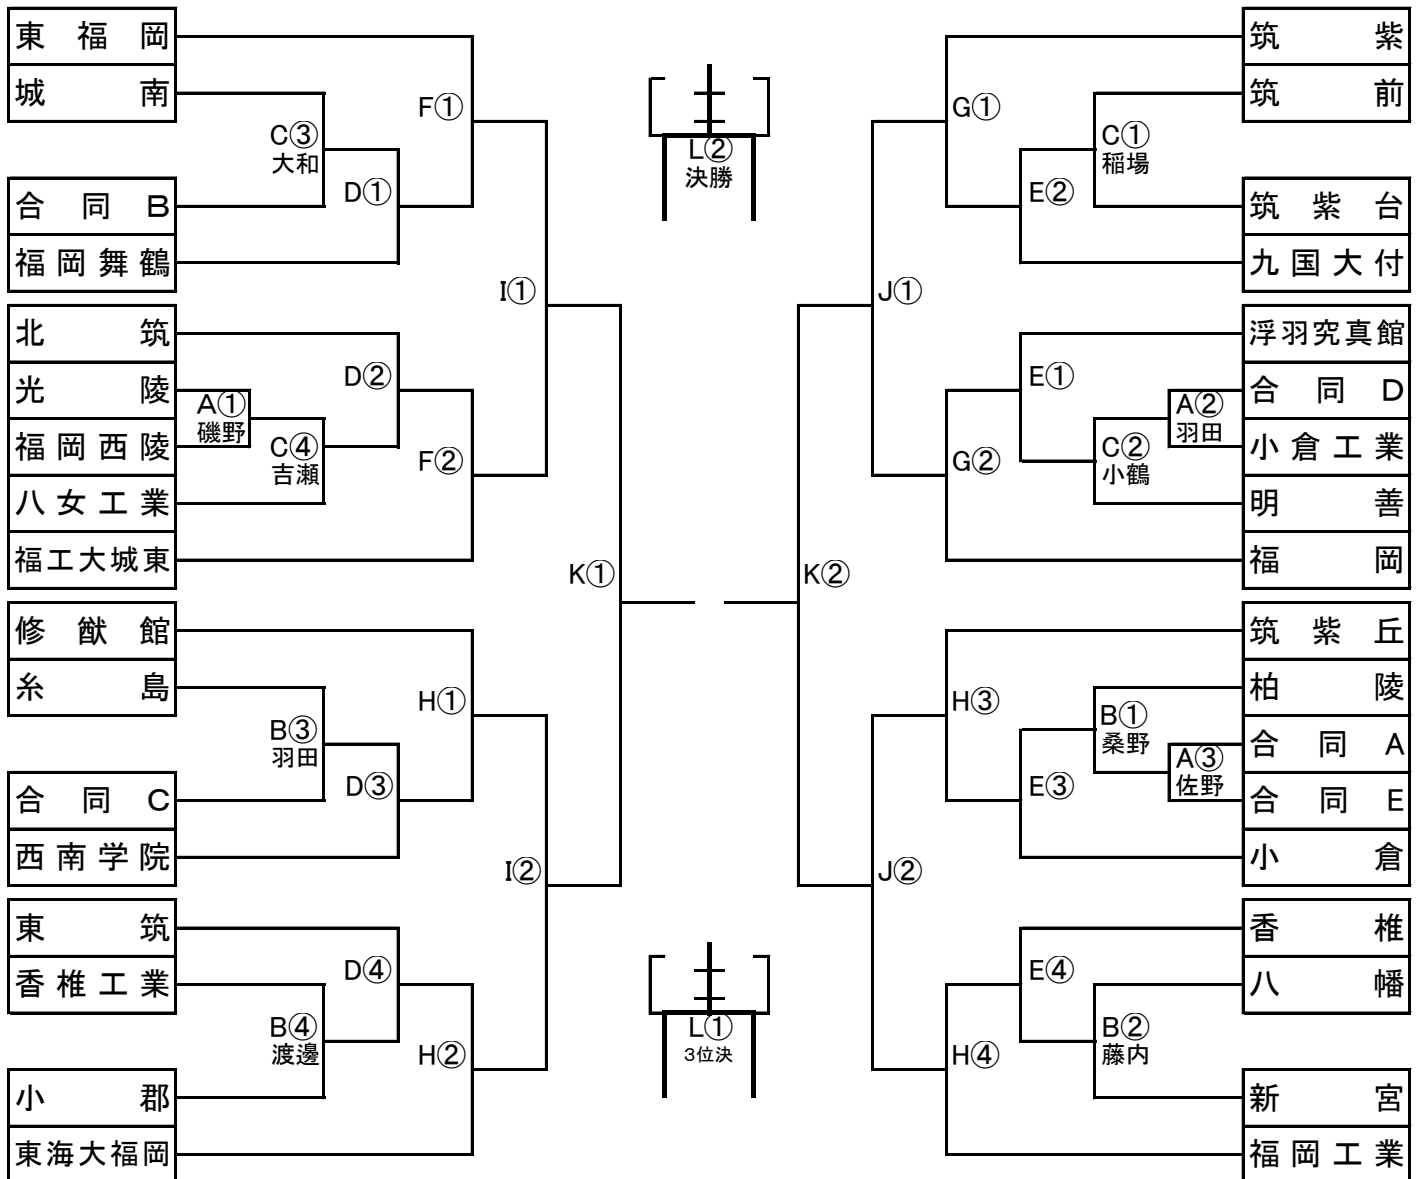 東福岡
城南
合同B
福岡舞鶴
北筑
光陵
福岡西陵
八女工業
福工大城東
修猷館
糸島
合同C
西南学院
東筑
香椎工業
小郡
東海大福岡
C③
大和
D①
F①
A①
磯野
C④
吉瀬
D②
F②
I①
B③
羽田
D③
H①
B④
渡邊
D④
H②
I②
K①
L②
決勝
L①
3位決
K②
J①
G①
E②
C①
稲場
G②
E①
C②
小鶴
A②
羽田
J②
H③
E③
B①
桑野
A③
佐野
H④
E④
B②
藤内
筑紫
筑前
筑紫台
九国大付
浮羽究真館
合同D
小倉工業
明善
福岡
筑紫丘
柏陵
合同A
合同E
小倉
香椎
八幡
新宮
福岡工業